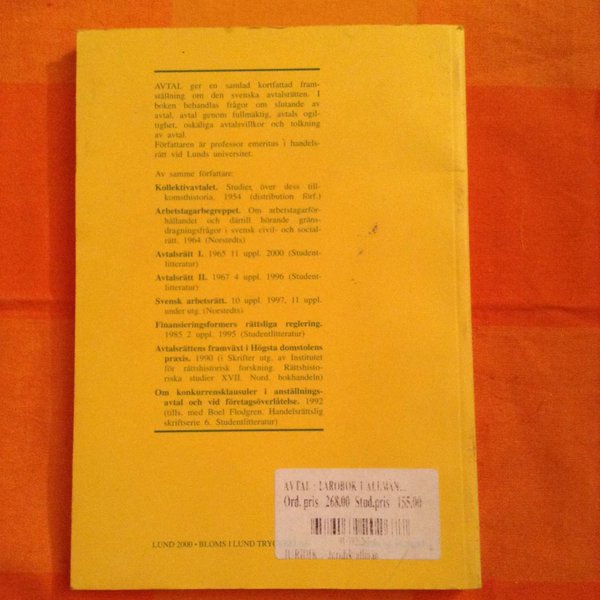 AVTAL ger en samlad kortfattad fram-
ställning om den svenska avtalsrätten. I
boken behandlas frågor om slutande av
avtal, avtal genom fullmäktig, avtals ogil-
tighet, oskäliga avtalsvillkor och tolkning
av avtal.
Författaren är professor emeritus i handels-
rätt vid Lunds universitet.
Av samme författare:
Kollektivavtalet. Studier över dess till-
komsthistoria. 1954 (distribution förf.)
Arbetstagarbegreppet. Om arbetstagarför-
hållandet och därtill hörande gräns-
dragningsfrågor i svensk civil- och social-
rätt. 1964 (Norstedts)
Avtalsrätt I. 1965 11 uppl. 2000 (Student-
litteratur)
Avtalsrätt II. 1967 4 uppl. 1996 (Student-
litteratur)
Svensk arbetsrätt. 10 uppl. 1997, 11 uppl.
under utg. (Norstedts)
Finansieringsformers rättsliga reglering.
1985 2 uppl. 1995 (Studentlitteratur)
Avtalsrättens framväxt i Högsta domstolens
praxis. 1990 (i Skrifter utg. av Institutet
för rättshistorisk forskning. Rättshisto-
riska studier XVII. Nord. bokhandeln)
Om konkurrensklausuler i anställnings-
avtal och vid företagsöverlåtelse. 1992
(tills. med Boel Flodgren. Handelsrättslig
skriftserie 6. Studentlitteratur)
AVTAL : LÄROBOK I ALLMÄN...
Ord. pris 268.00 Stud.pris 155.00
LUND 2000 • BLOMS I LUND TRYC
JURIDIK - Juridik allmän